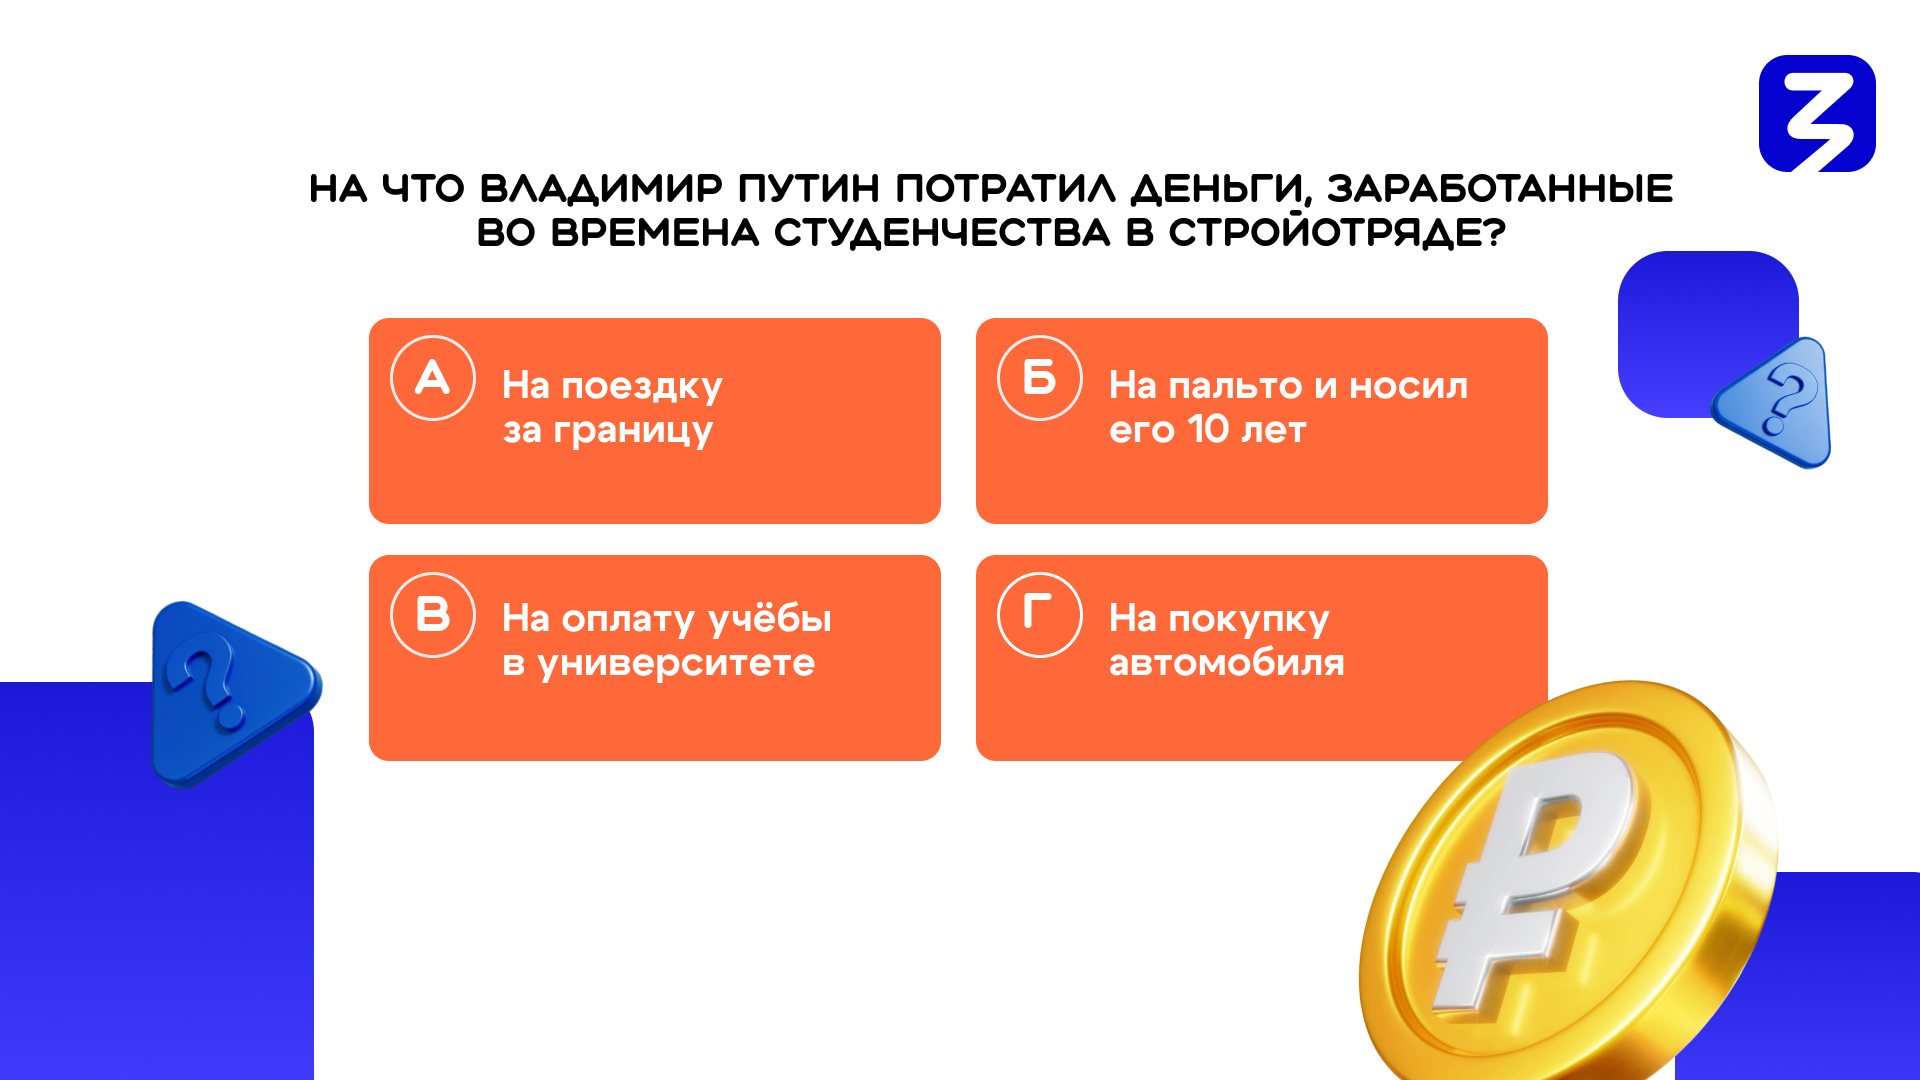 НА ЧТО ВЛАДИМИР ПУТИН ПОТРАТИЛ ДЕНЬГИ, ЗАРАБОТАННЫЕ
ВО ВРЕМЕНА СТУДЕНЧЕСТВА В СТРОЙОТРЯДЕ?
А
На поездку
за границу
Б
На пальто и носил
его 10 лет
В
На оплату учёбы
в университете
Г
На покупку
автомобиля
?
?
₽